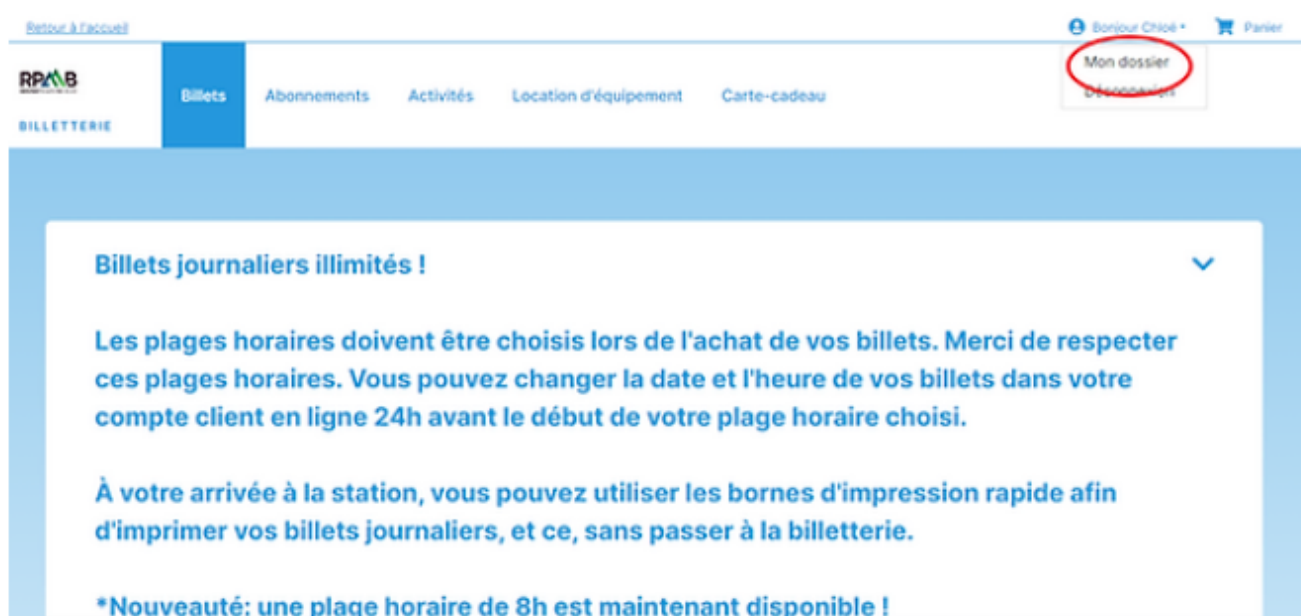 Retour à l'accueil
Bonjour Chloé
Panier
Mon dossier
Déconnexion
RPMB
BILLETTERIE
Billets
Abonnements
Activités
Location d'équipement
Carte-cadeau
Billets journaliers illimités !
Les plages horaires doivent être choisis lors de l'achat de vos billets. Merci de respecter
ces plages horaires. Vous pouvez changer la date et l'heure de vos billets dans votre
compte client en ligne 24h avant le début de votre plage horaire choisi.
À votre arrivée à la station, vous pouvez utiliser les bornes d'impression rapide afin
d'imprimer vos billets journaliers, et ce, sans passer à la billetterie.
*Nouveauté: une plage horaire de 8h est maintenant disponible !